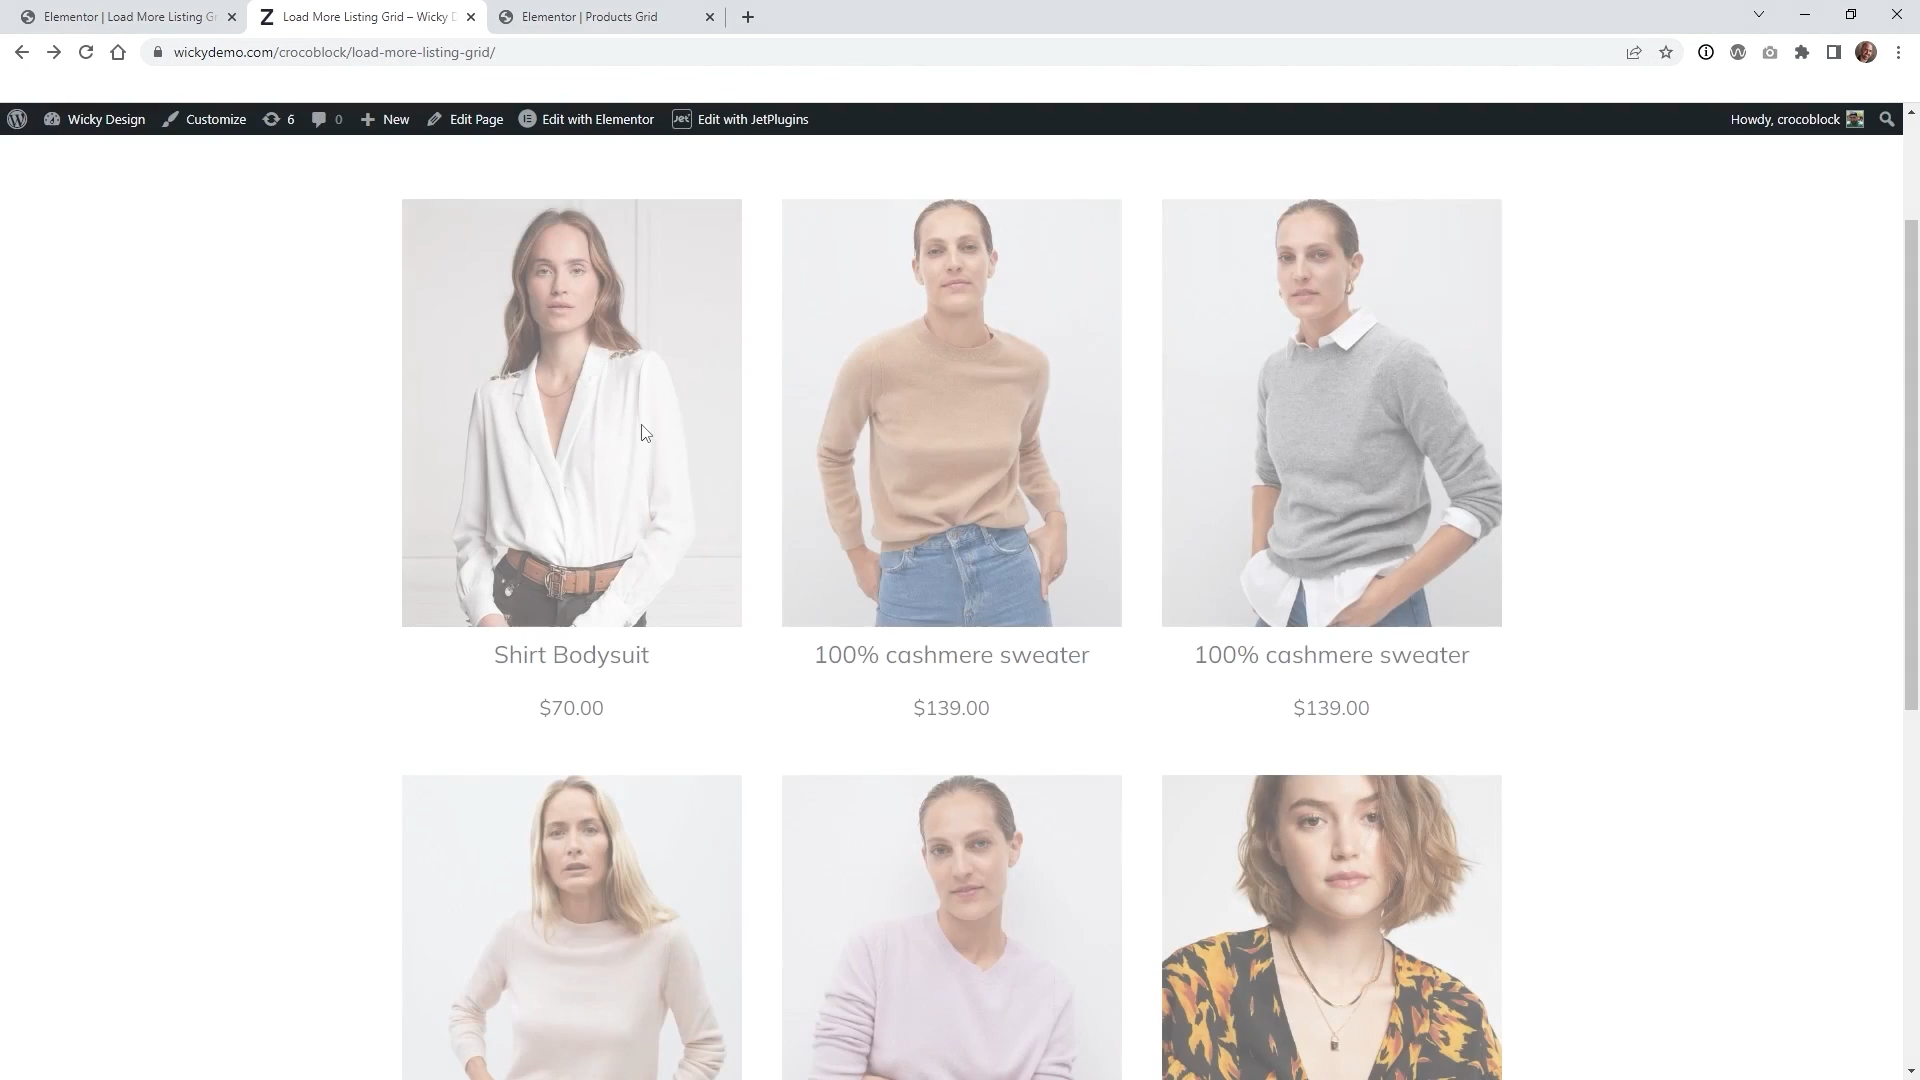 Elementor | Load More Listing Gr
Load More Listing Grid – Wicky D
Elementor | Products Grid
wickydemo.com/crocoblock/load-more-listing-grid/
Wicky Design
Customize
6
0
New
Edit Page
Edit with Elementor
Jet
Edit with JetPlugins
Howdy, crocoblock
Shirt Bodysuit
100% cashmere sweater
100% cashmere sweater
$70.00
$139.00
$139.00